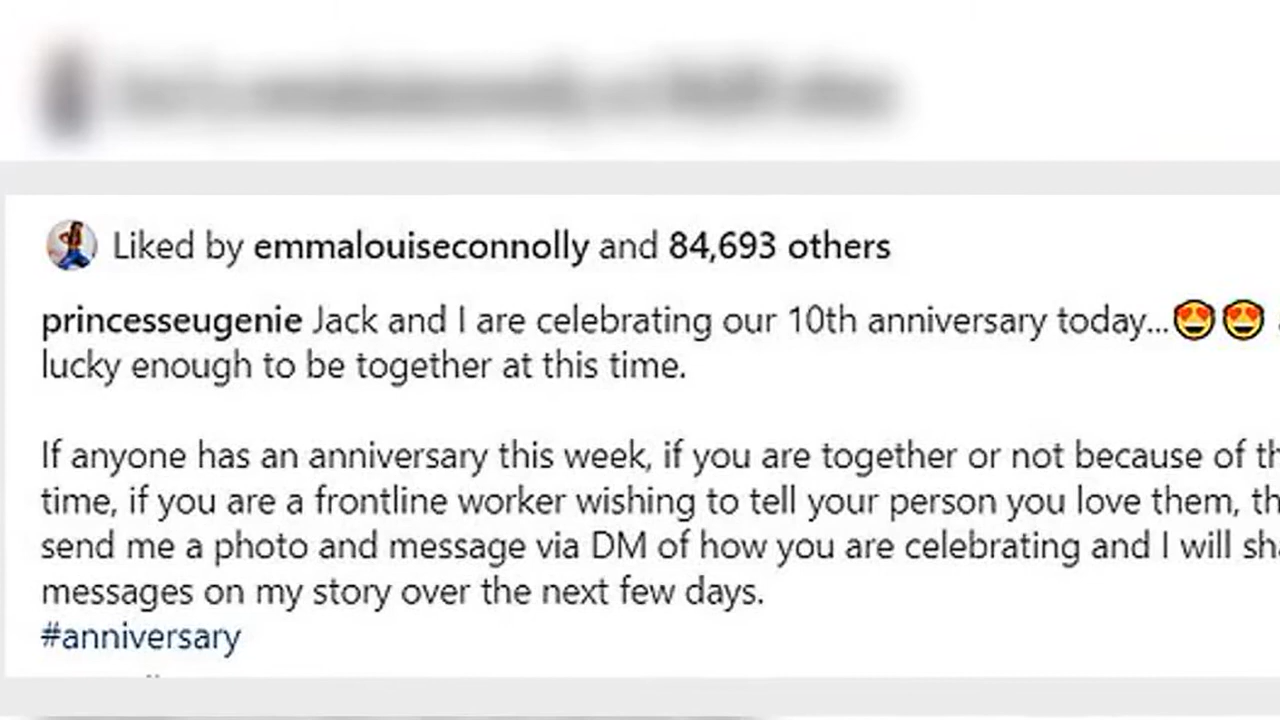 Liked by emmalouiseconnolly and 84,693 others
princesseugenie Jack and I are celebrating our 10th anniversary today...😍😍
lucky enough to be together at this time.
If anyone has an anniversary this week, if you are together or not because of
time, if you are a frontline worker wishing to tell your person you love them,
send me a photo and message via DM of how you are celebrating and I will
messages on my story over the next few days.
#anniversary